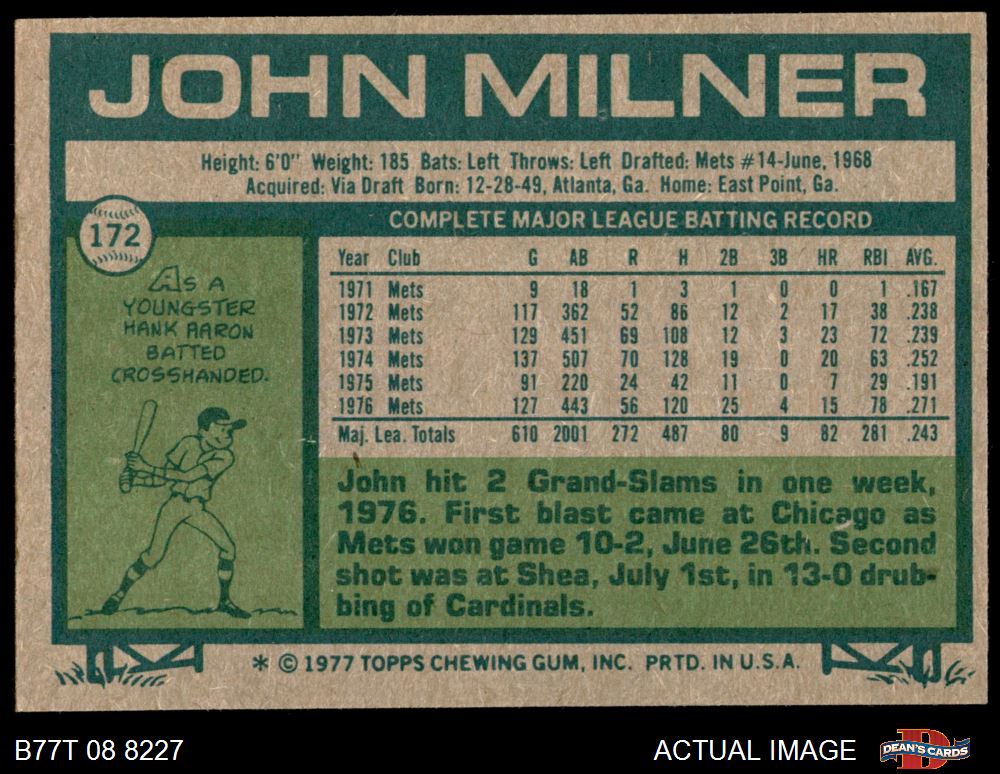 JOHN MILNER
Height: 6'0" Weight: 185 Bats: Left Throws: Left Drafted: Mets #14-June, 1968
Acquired: Via Draft Born: 12-28-49, Atlanta, Ga. Home: East Point, Ga.
172
AS A
YOUNGSTER
HANK AARON
BATTED
CROSSHANDED.
COMPLETE MAJOR LEAGUE BATTING RECORD
Year Club G AB R H 2B 3B HR RBI AVG.
1971 Mets 9 18 1 3 1 0 0 1 .167
1972 Mets 117 362 52 86 12 2 17 38 .238
1973 Mets 129 451 69 108 12 3 23 72 .239
1974 Mets 137 507 70 128 19 0 20 63 .252
1975 Mets 91 220 24 42 11 0 7 29 .191
1976 Mets 127 443 56 120 25 4 15 78 .271
Maj. Lea. Totals 610 2001 272 487 80 9 82 281 .243
John hit 2 Grand-Slams in one week,
1976. First blast came at Chicago as
Mets won game 10-2, June 26th. Second
shot was at Shea, July 1st, in 13-0 drub-
bing of Cardinals.
* © 1977 TOPPS CHEWING GUM, INC. PRTD. IN U.S.A.
B77T 08 8227
ACTUAL IMAGE
DEAN'S CARDS